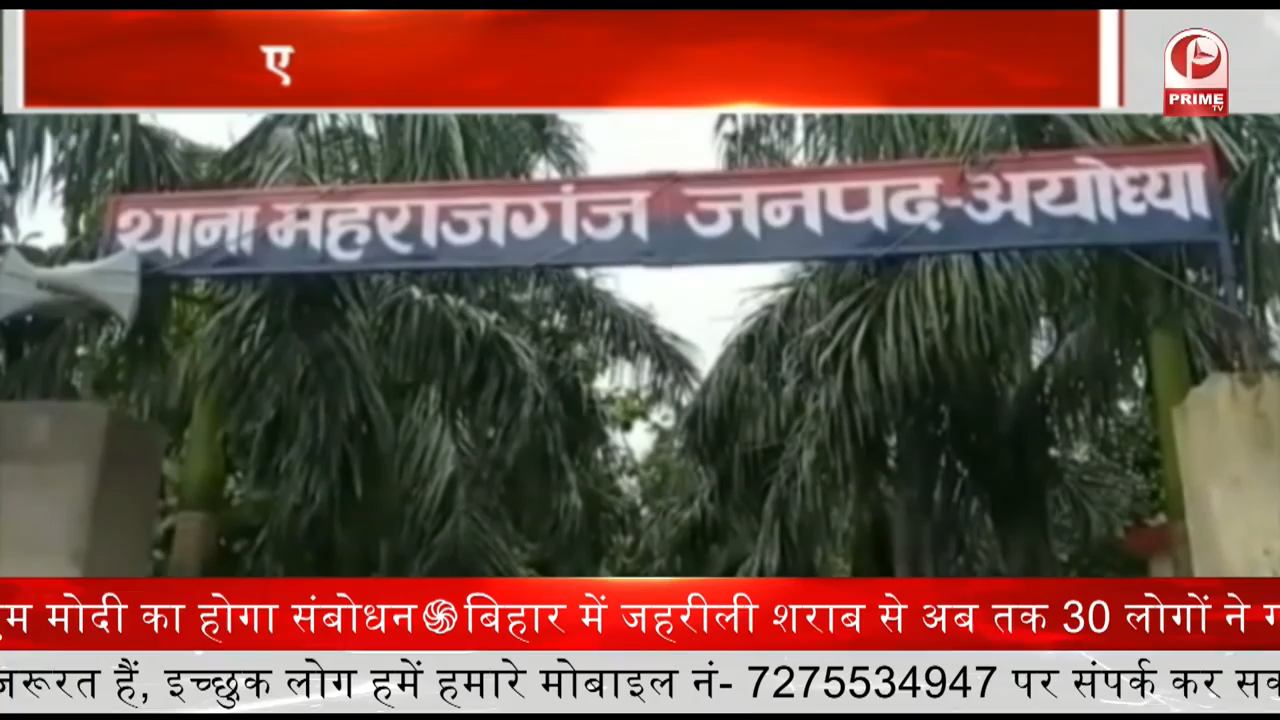 ए
PRIME
TV
थाना महराजगंज जनपद-अयोध्या
मोदी का होगा संबोधन֍बिहार में जहरीली शराब से अब तक 30 लोगों ने
जरूरत हैं, इच्छुक लोग हमें हमारे मोबाइल नं- 7275534947 पर संपर्क कर